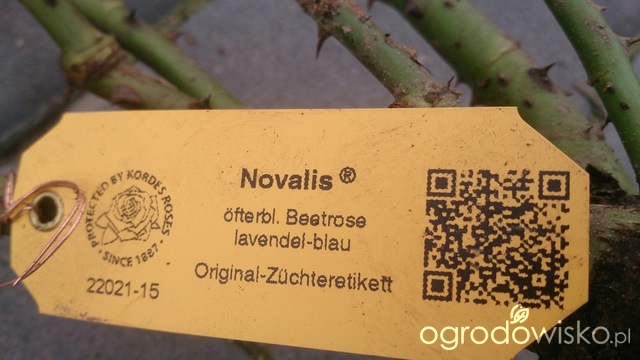 PROTECTED BY KORDES ROSES
· SINCE 1887 ·
22021-15
Novalis ®
öfterbl. Beetrose
lavendel-blau
Original-Züchteretikett
ogrodowisko.pl